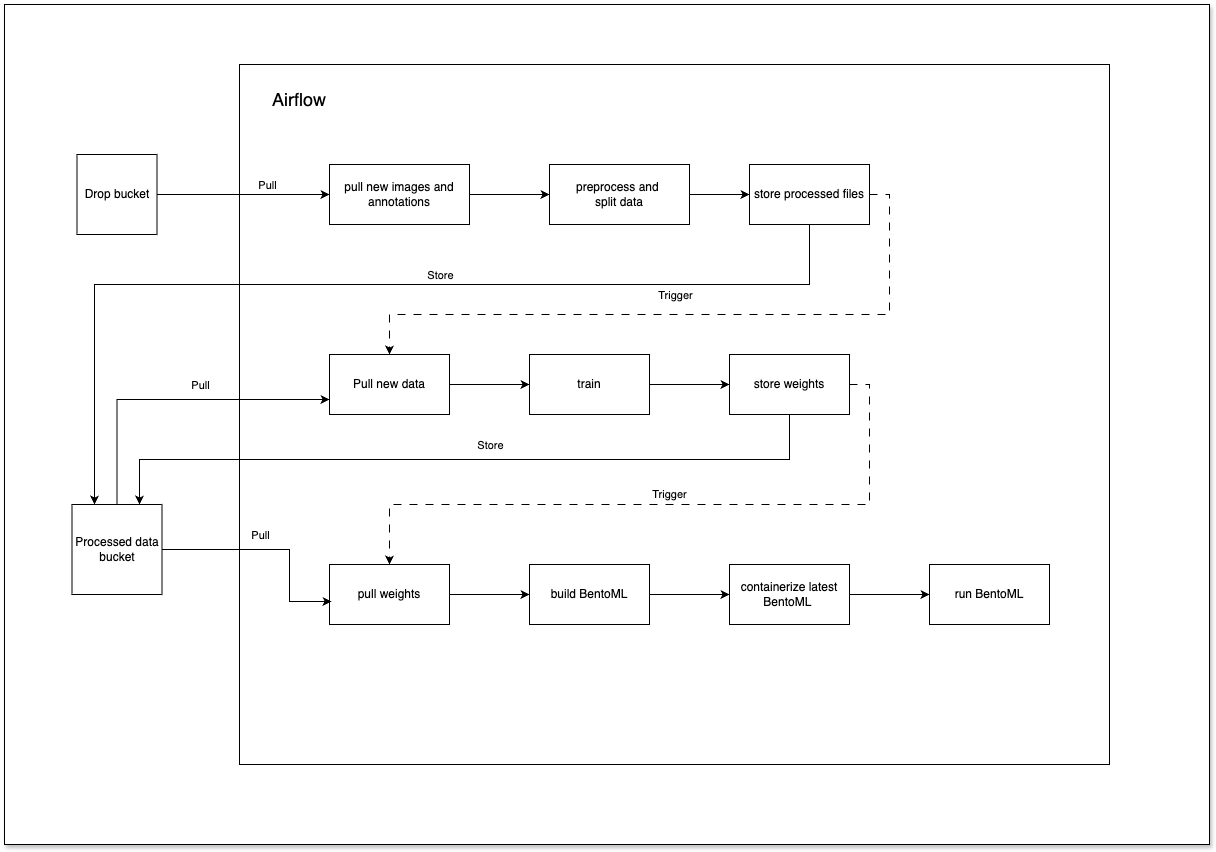 Airflow
Drop bucket
Pull
pull new images and
annotations
preprocess and
split data
store processed files
Store
Trigger
Pull
Pull new data
train
store weights
Store
Trigger
Processed data
bucket
Pull
pull weights
build BentoML
containerize latest
BentoML
run BentoML